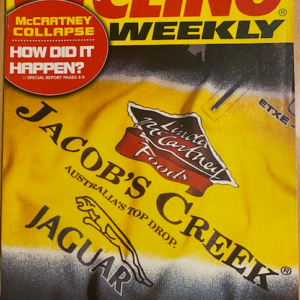 CLING
WEEKLY
McCARTNEY
COLLAPSE
HOW DID IT
HAPPEN?
SPECIAL REPORT PAGES 4-8
ETXE-
Linda
McCartney
Foods
JACOB'S CREEK®
AUSTRALIA'S TOP DROP.
JAGUAR